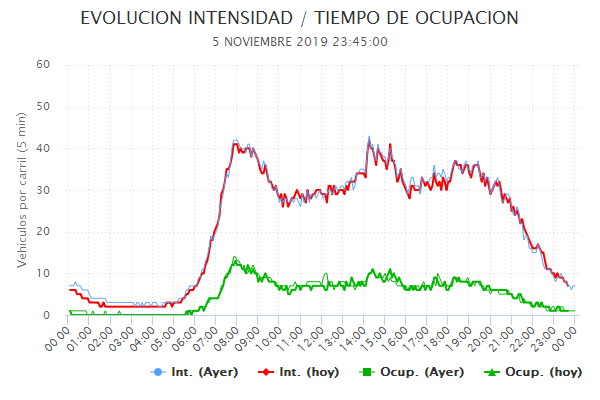 EVOLUCION INTENSIDAD / TIEMPO DE OCUPACION
5 NOVIEMBRE 2019 23:45:00
Vehiculos por carril (5 min)
60
50
40
30
20
10
0
00:00 01:00 02:00 03:00 04:00 05:00 06:00 07:00 08:00 09:00 10:00 11:00 12:00 13:00 14:00 15:00 16:00 17:00 18:00 19:00 20:00 21:00 22:00 23:00 00:00
Int. (Ayer) Int. (hoy) Ocup. (Ayer) Ocup. (hoy)